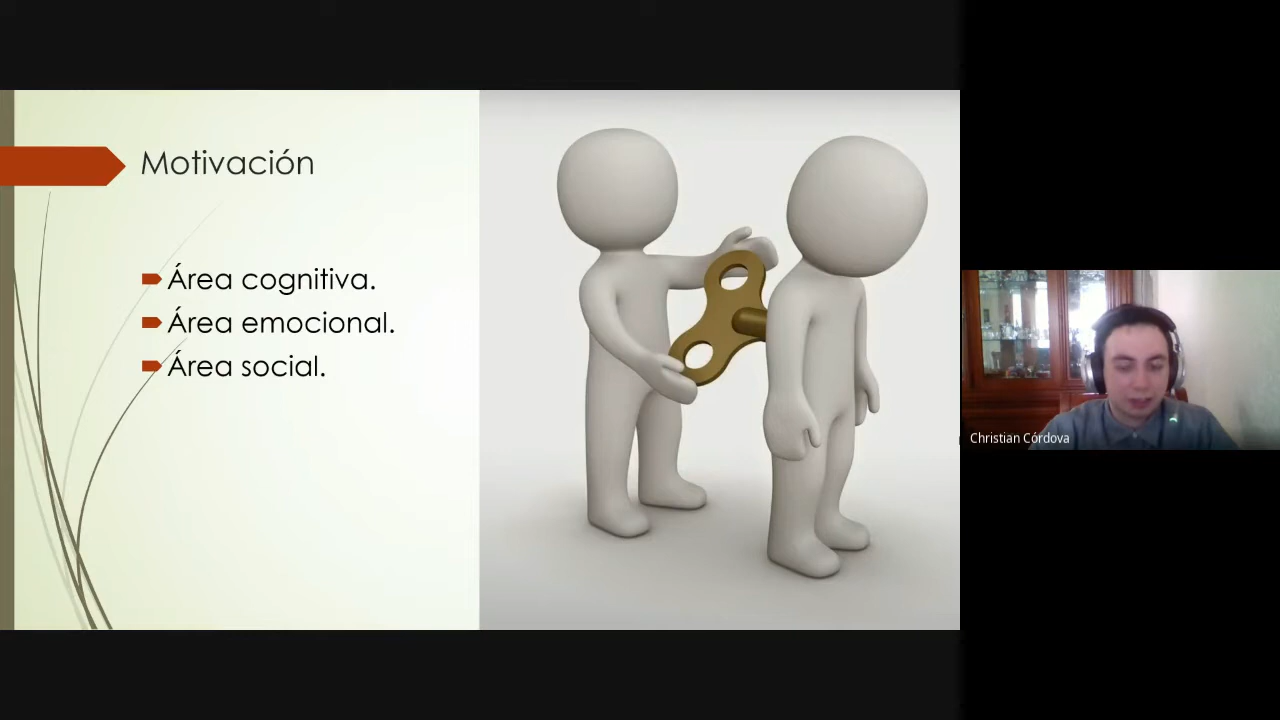 Motivación
Área cognitiva.
Área emocional.
Área social.
Christian Córdova